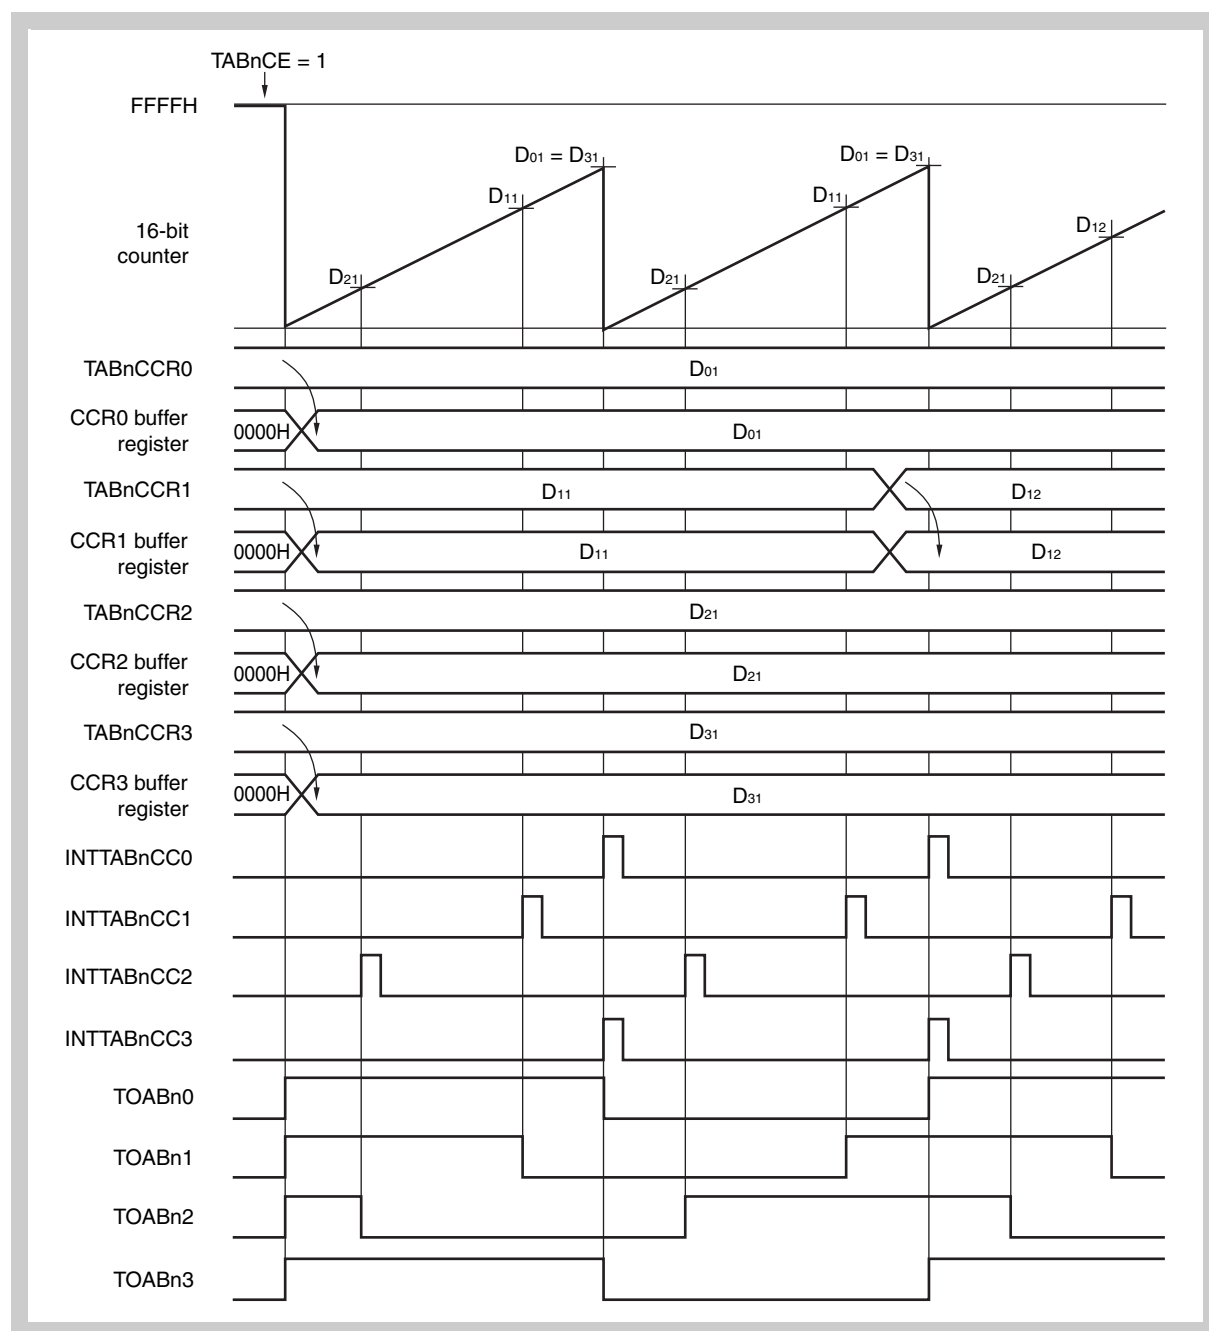 TABnCE = 1
FFFFH
D01 = D31
D01 = D31
D11
D11
D12
16-bit
counter
D21
D21
D21
TABnCCR0
D01
CCR0 buffer
register
0000H
D01
TABnCCR1
D11
D12
CCR1 buffer
register
0000H
D11
D12
TABnCCR2
D21
CCR2 buffer
register
0000H
D21
TABnCCR3
D31
CCR3 buffer
register
0000H
D31
INTTABnCC0
INTTABnCC1
INTTABnCC2
INTTABnCC3
TOABn0
TOABn1
TOABn2
TOABn3